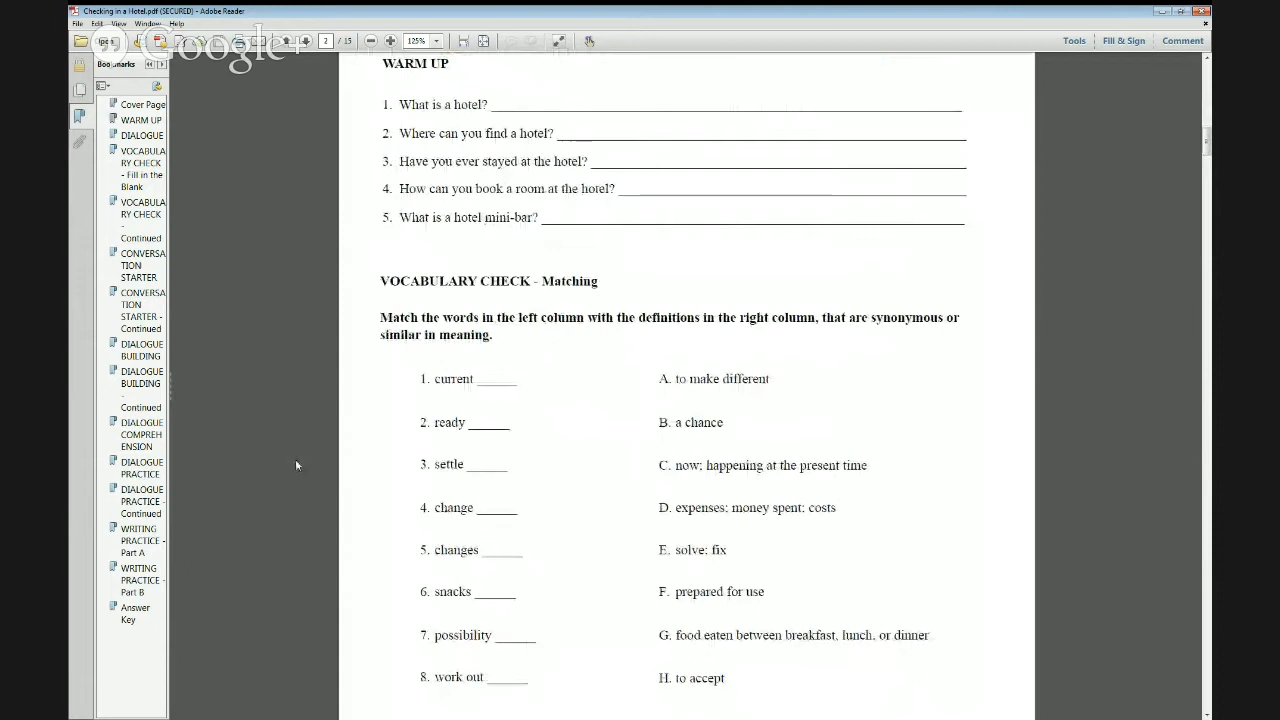 Checking in a Hotel.pdf (SECURED) - Adobe Reader
File Edit View Window Help
Google+
Open
2 / 15
125%
Tools Fill & Sign Comment
Bookmarks
Cover Page
WARM UP
DIALOGUE
VOCABULA
RY CHECK
- Fill in the
Blank
VOCABULA
RY CHECK
-
Continued
CONVERSA
TION
STARTER
CONVERSA
TION
STARTER -
Continued
DIALOGUE
BUILDING
DIALOGUE
BUILDING
-
Continued
DIALOGUE
COMPREH
ENSION
DIALOGUE
PRACTICE
DIALOGUE
PRACTICE -
Continued
WRITING
PRACTICE -
Part A
WRITING
PRACTICE -
Part B
Answer
Key
WARM UP
1. What is a hotel?
2. Where can you find a hotel?
3. Have you ever stayed at the hotel?
4. How can you book a room at the hotel?
5. What is a hotel mini-bar?
VOCABULARY CHECK - Matching
Match the words in the left column with the definitions in the right column, that are synonymous or
similar in meaning.
1. current ______ A. to make different
2. ready ______ B. a chance
3. settle ______ C. now; happening at the present time
4. change ______ D. expenses; money spent; costs
5. changes ______ E. solve; fix
6. snacks ______ F. prepared for use
7. possibility ______ G. food eaten between breakfast, lunch, or dinner
8. work out ______ H. to accept